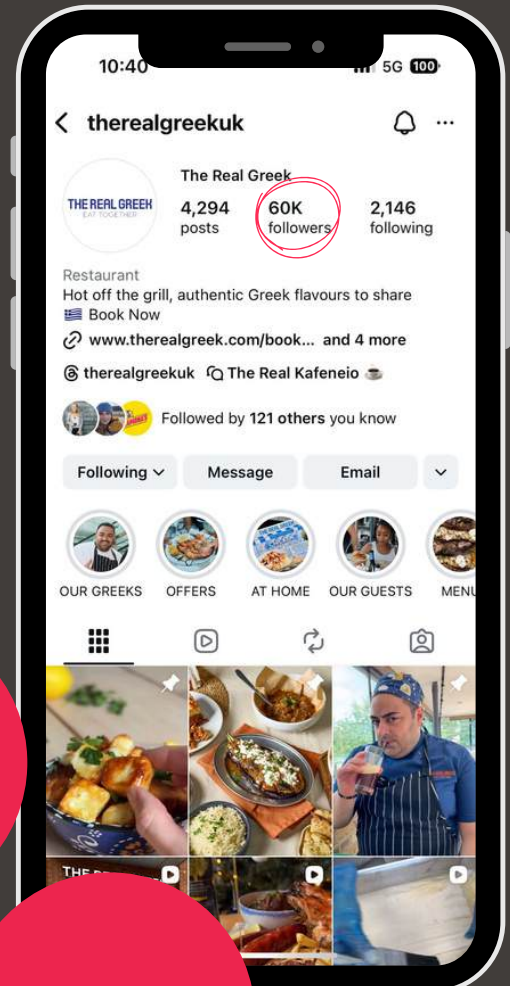 10:40
5G 100
therealgreekuk
The Real Greek
THE REAL GREEK
EAT TOGETHER
4,294
60K
2,146
posts
followers
following
Restaurant
Hot off the grill, authentic Greek flavours to share
🇬🇷 Book Now
www.therealgreek.com/book... and 4 more
therealgreekuk The Real Kafeneio ☕
Followed by 121 others you know
Following
Message
Email
OUR GREEKS
OFFERS
AT HOME
OUR GUESTS
MENU